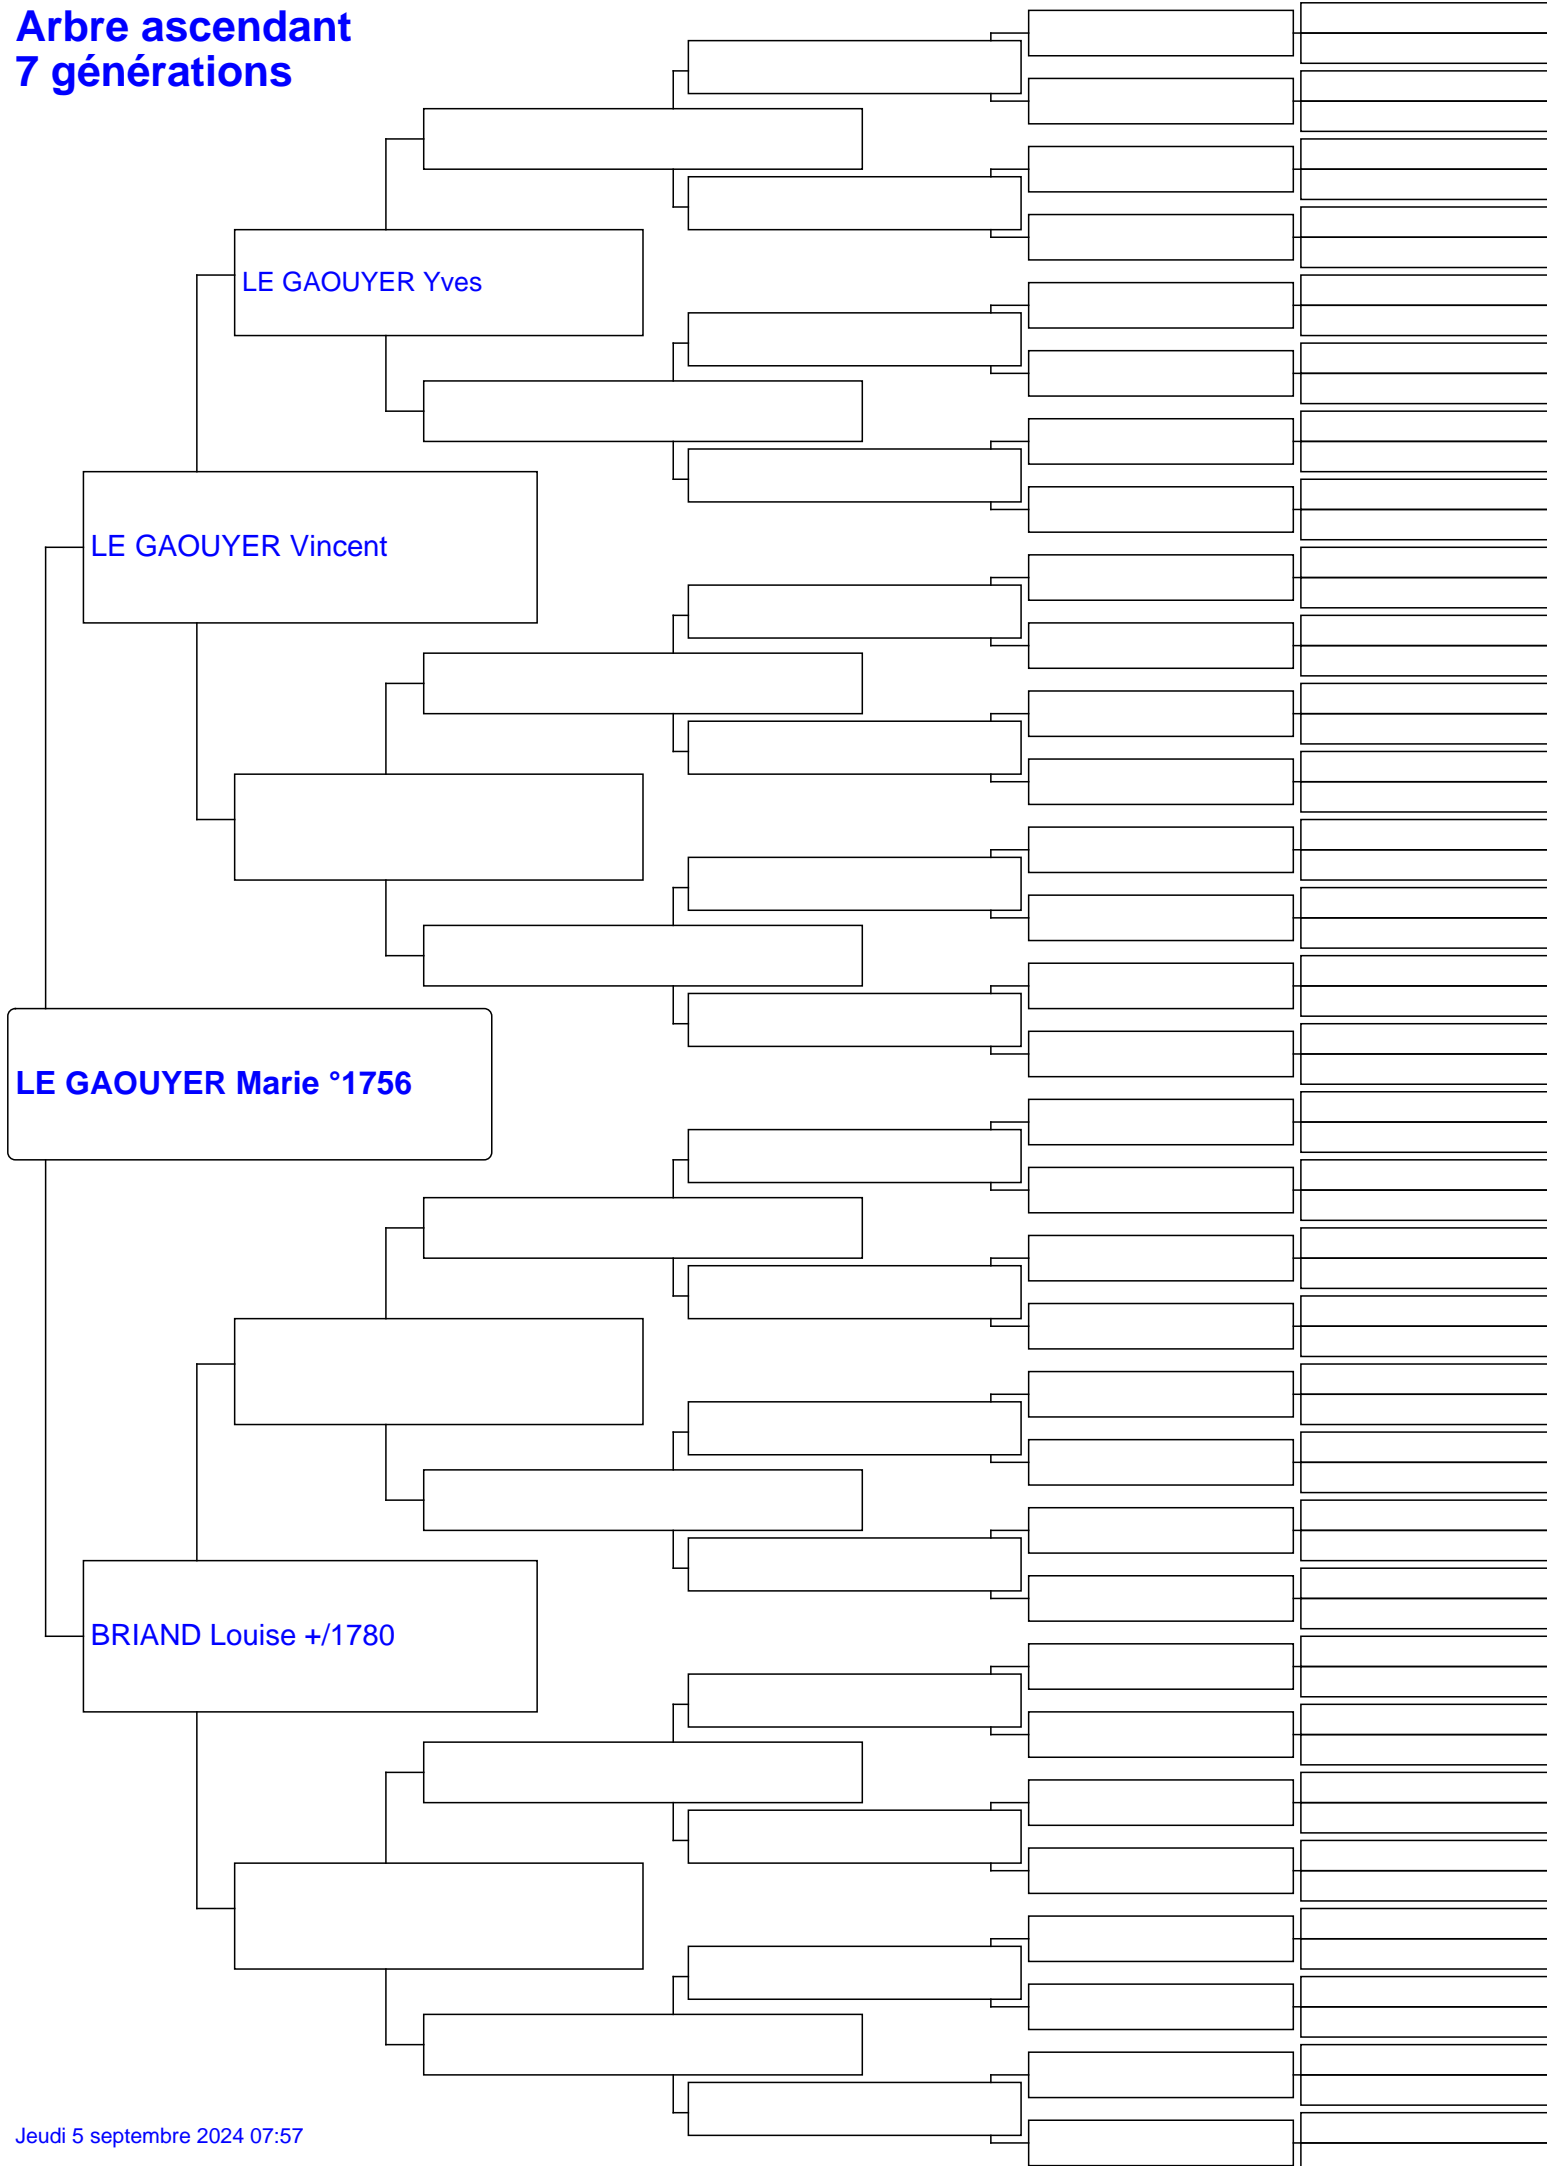 Arbre ascendant
7 générations
LE GAOUYER Yves
LE GAOUYER Vincent
LE GAOUYER Marie °1756
BRIAND Louise +/1780
Jeudi 5 septembre 2024 07:57